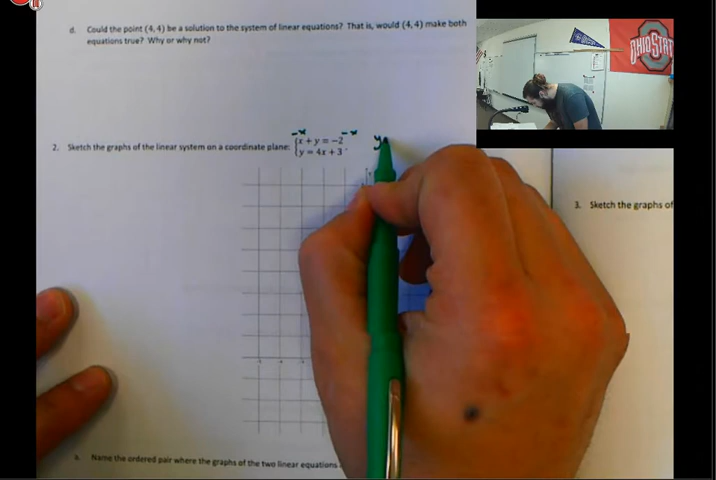 d. Could the point (4, 4) be a solution to the system of linear equations? That is, would (4, 4) make both
equations true? Why or why not?
-x -x y
2. Sketch the graphs of the linear system on a coordinate plane: { x + y = -2
y = 4x + 3 .
3. Sketch the graphs of
a. Name the ordered pair where the graphs of the two linear equations
OHIO STAT